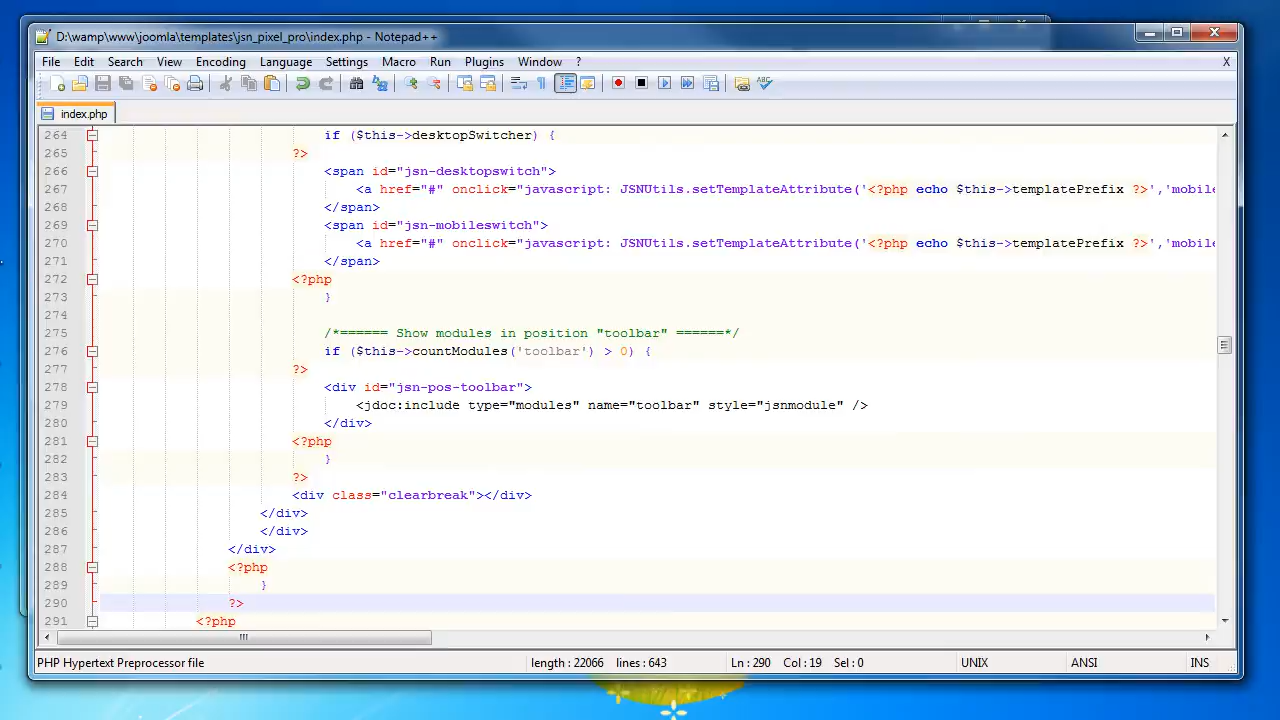 D:\wamp\www\joomla\templates\jsn_pixel_pro\index.php - Notepad++
File Edit Search View Encoding Language Settings Macro Run Plugins Window ? X
index.php
264 if ($this->desktopSwitcher) {
265 ?>
266 <span id="jsn-desktopswitch">
267 <a href="#" onclick="javascript: JSNUtils.setTemplateAttribute('<?php echo $this->templatePrefix ?>','mobile
268 </span>
269 <span id="jsn-mobileswitch">
270 <a href="#" onclick="javascript: JSNUtils.setTemplateAttribute('<?php echo $this->templatePrefix ?>','mobile
271 </span>
272 <?php
273 }
274
275 /*====== Show modules in position "toolbar" ======*/
276 if ($this->countModules('toolbar') > 0) {
277 ?>
278 <div id="jsn-pos-toolbar">
279 <jdoc:include type="modules" name="toolbar" style="jsnmodule" />
280 </div>
281 <?php
282 }
283 ?>
284 <div class="clearbreak"></div>
285 </div>
286 </div>
287 </div>
288 <?php
289 }
290 ?>
291 <?php
PHP Hypertext Preprocessor file length : 22066 lines : 643 Ln : 290 Col : 19 Sel : 0 UNIX ANSI INS